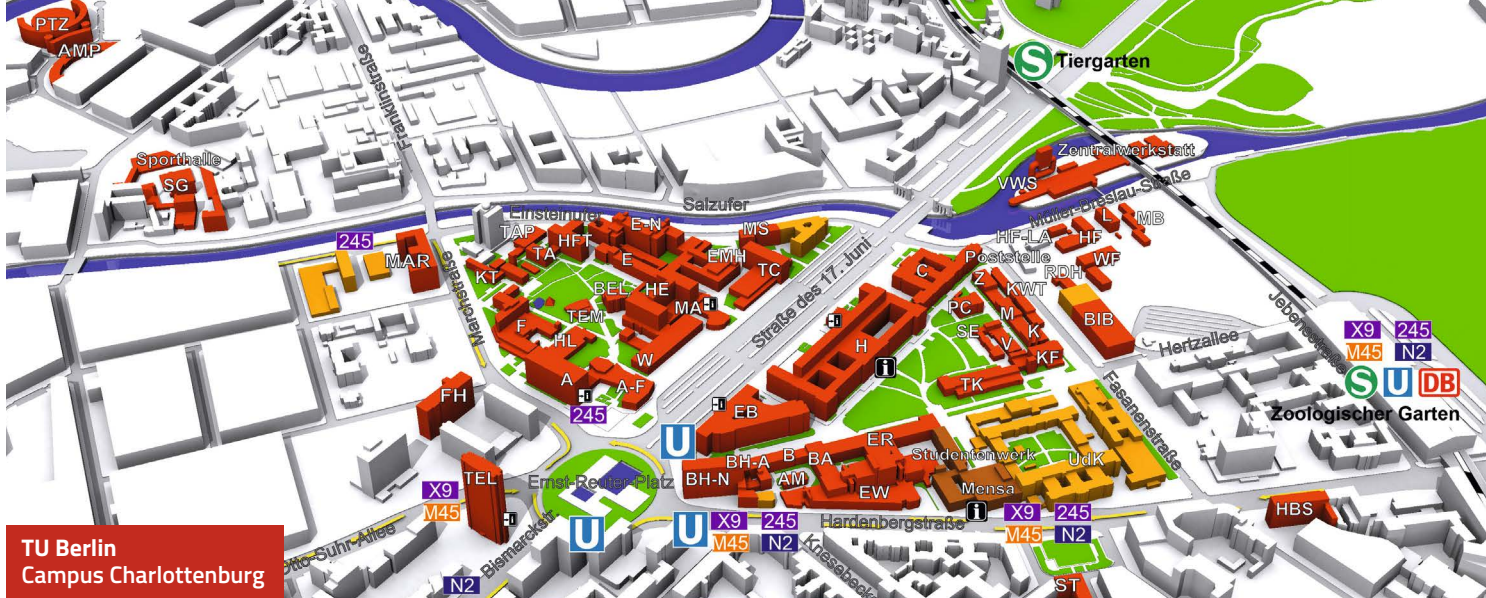 PTZ
AMP
Franklinstraße
S Tiergarten
Sporthalle
SG
Zentralwerkstatt
VWS
Müller-Breslau-Straße
Salzufer
Einsteinufer
E-N
MS
L
MB
TAP
HFT
HF-LA
HF
245
MAR
TA
E
EMH
TC
Straße des 17. Juni
C
Poststelle
WF
KT
RDH
Z
KWT
BEL
HE
MA
PC
M
BIB
Jebensstraße
Marchstraße
TEM
F
HL
SE
V
K
Hertzallee
X9 245
M45 N2
W
H
i
KF
A
A-F
TK
S U DB
Zoologischer Garten
FH
245
EB
Fasanenstraße
U
ER
B
BA
BH-A
Studentenwerk
UdK
TEL
Ernst-Reuter-Platz
BH-N
AM
EW
Mensa
X9
M45
i
HBS
U
U
X9 245
M45 N2
Hardenbergstraße
X9 245
M45 N2
Otto-Suhr-Allee
Bismarckstr.
Knesebeck
N2
ST
TU Berlin
Campus Charlottenburg